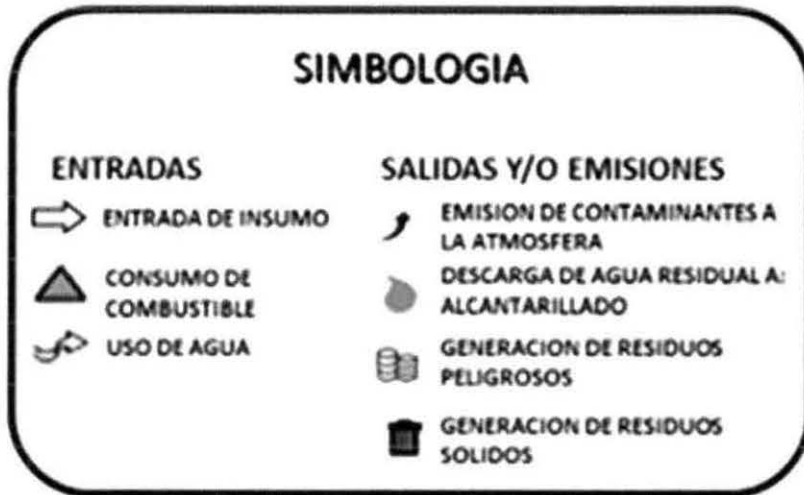 SIMBOLOGIA
ENTRADAS
ENTRADA DE INSUMO
CONSUMO DE
COMBUSTIBLE
USO DE AGUA
SALIDAS Y/O EMISIONES
EMISION DE CONTAMINANTES A
LA ATMOSFERA
DESCARGA DE AGUA RESIDUAL A:
ALCANTARILLADO
GENERACION DE RESIDUOS
PELIGROSOS
GENERACION DE RESIDUOS
SOLIDOS